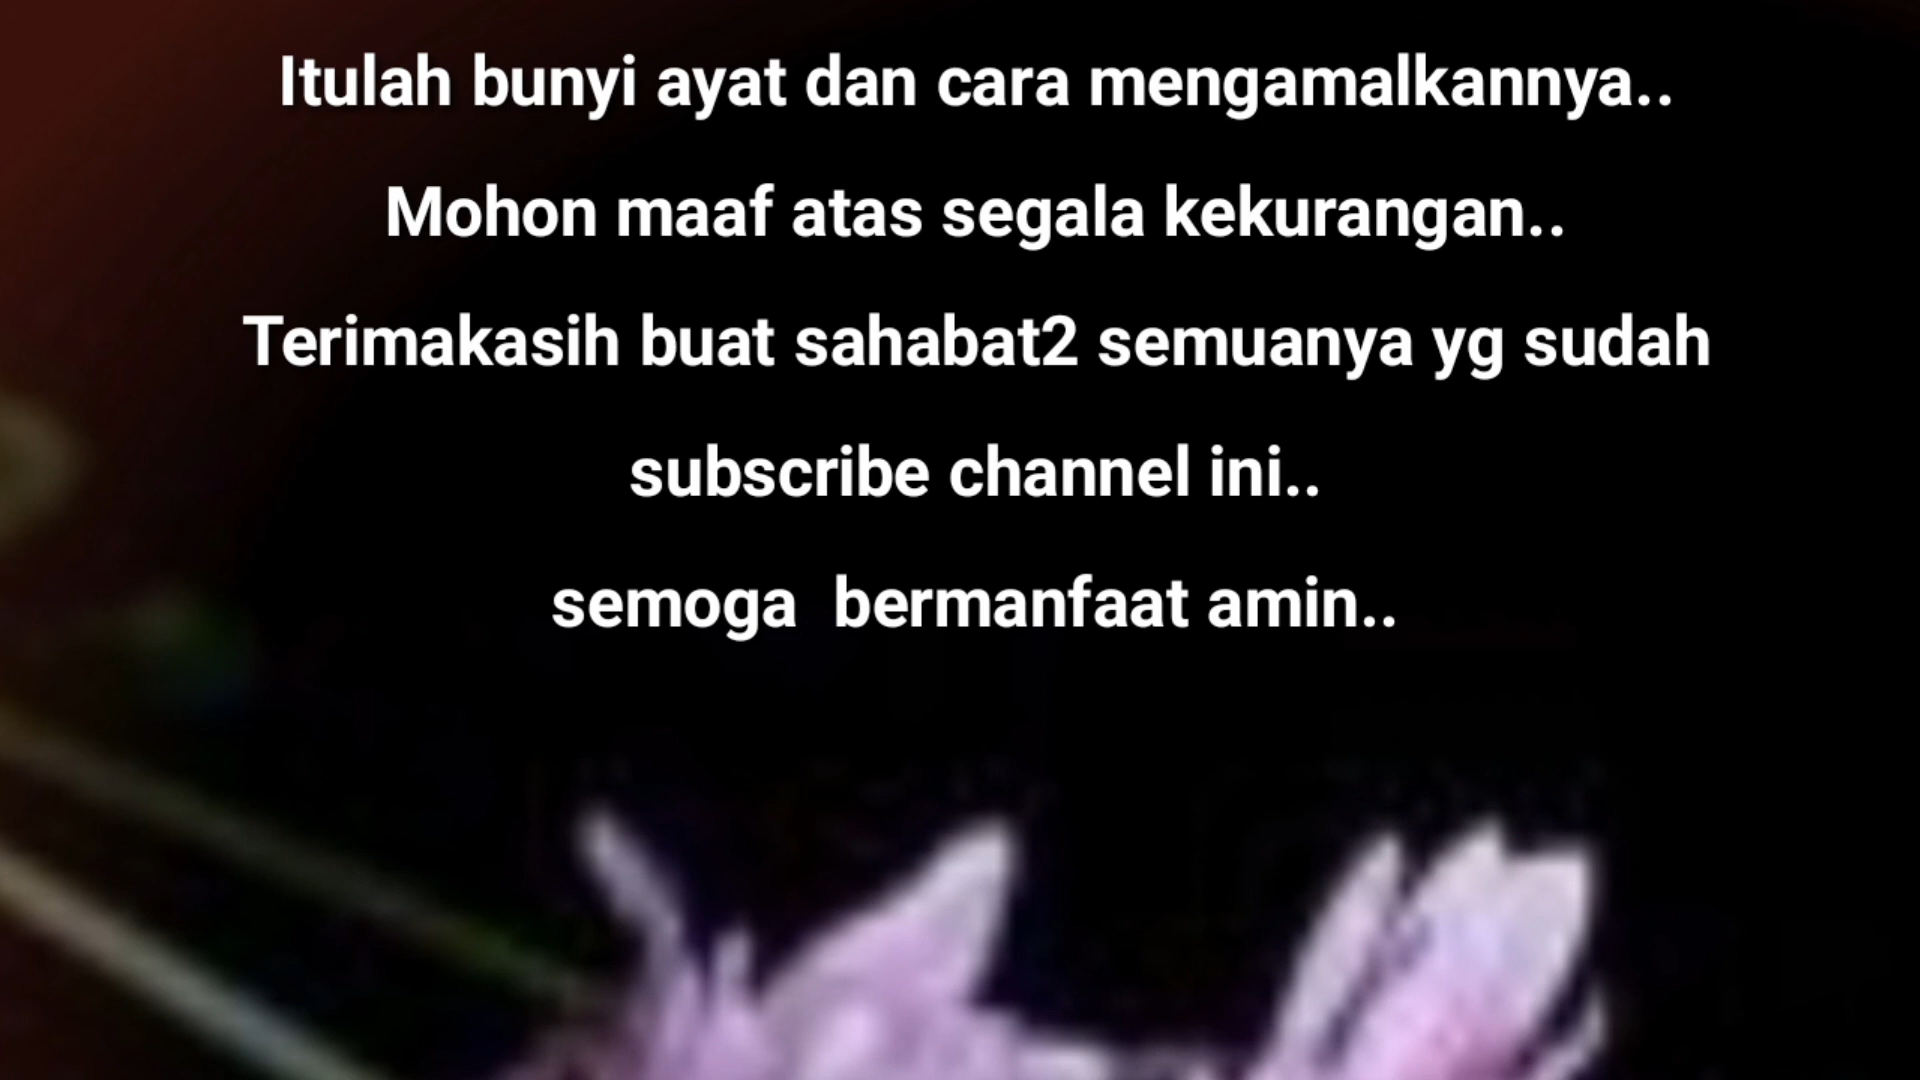 Itulah bunyi ayat dan cara mengamalkannya..
Mohon maaf atas segala kekurangan..
Terimakasih buat sahabat2 semuanya yg sudah
subscribe channel ini..
semoga  bermanfaat amin..